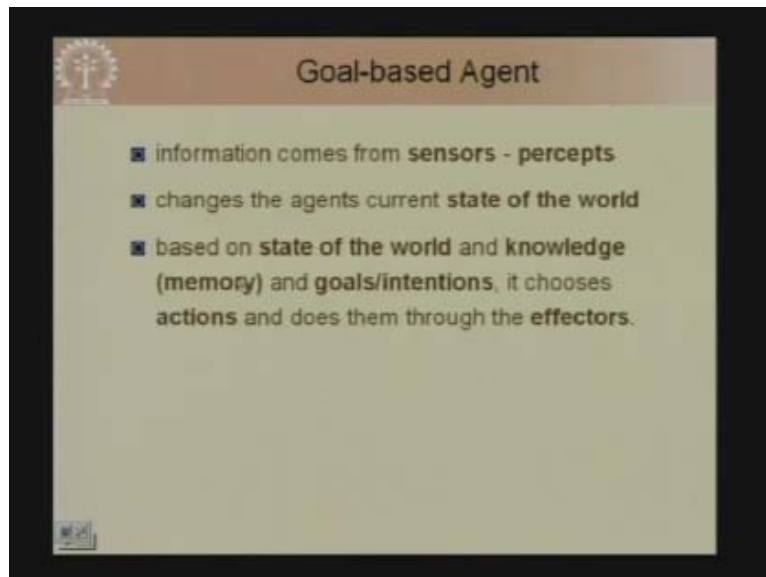 Goal-based Agent
information comes from sensors - percepts
changes the agents current state of the world
based on state of the world and knowledge
(memory) and goals/intentions, it chooses
actions and does them through the effectors.